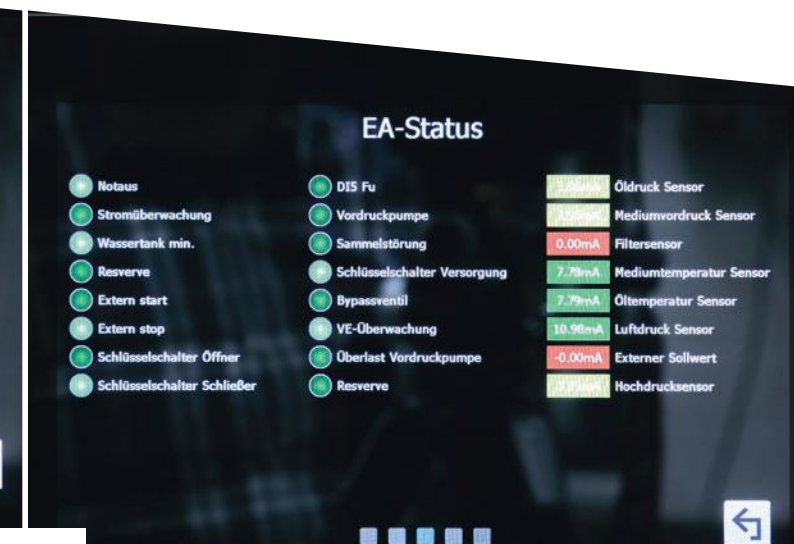 EA-Status
Notaus
Stromüberwachung
Wassertank min.
Resverve
Extern start
Extern stop
Schlüsselschalter Öffner
Schlüsselschalter Schließer
DI5 Fu
Vordruckpumpe
Sammelstörung
Schlüsselschalter Versorgung
Bypassventil
VE-Überwachung
Überlast Vordruckpumpe
Resverve
Öldruck Sensor
Mediumvordruck Sensor
0.00mA Filtersensor
7.78mA Mediumtemperatur Sensor
7.79mA Öltemperatur Sensor
10.98mA Luftdruck Sensor
-0.00mA Externer Sollwert
Hochdrucksensor